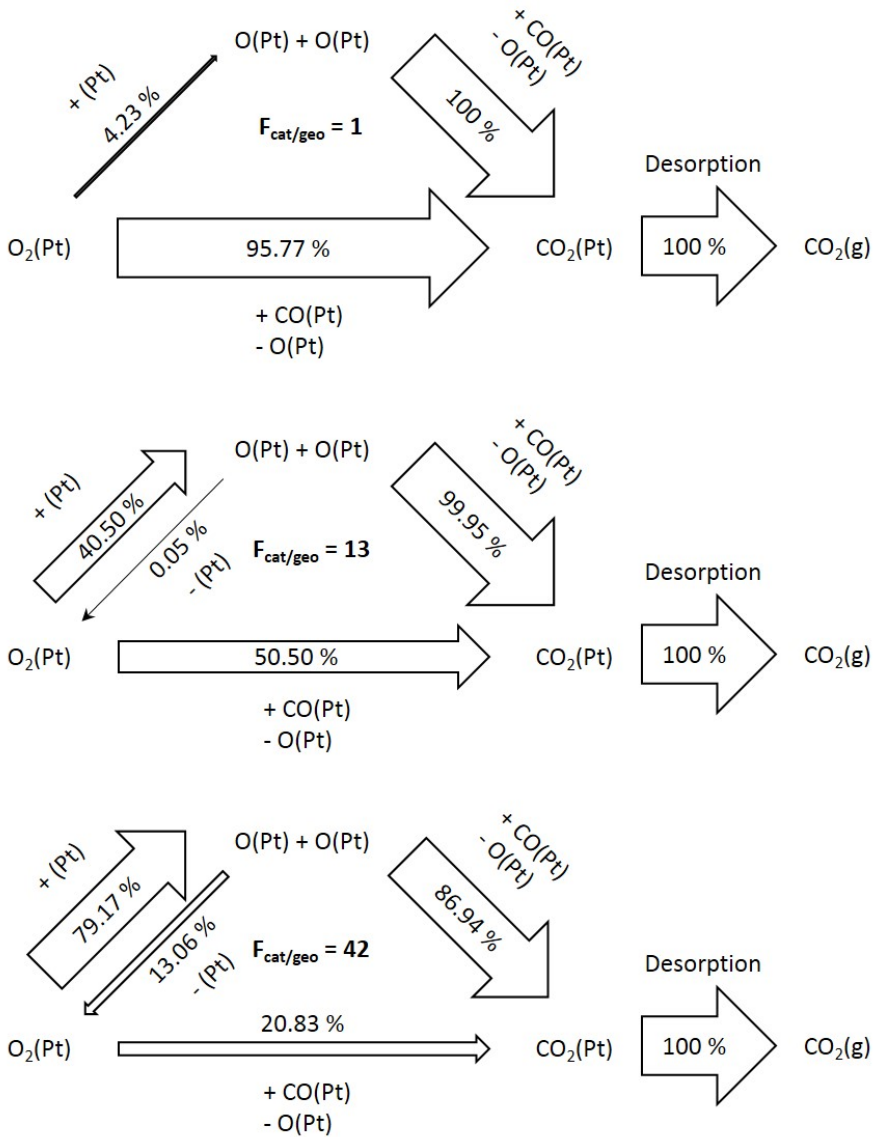 O(Pt) + O(Pt)
+ CO(Pt)
- O(Pt)
+ (Pt)
4.23 %
100 %
F_cat/geo = 1
Desorption
O₂(Pt)
95.77 %
CO₂(Pt)
100 %
CO₂(g)
+ CO(Pt)
- O(Pt)
O(Pt) + O(Pt)
+ CO(Pt)
- O(Pt)
+ (Pt)
40.50 %
0.05 %
- (Pt)
99.95 %
F_cat/geo = 13
Desorption
O₂(Pt)
50.50 %
CO₂(Pt)
100 %
CO₂(g)
+ CO(Pt)
- O(Pt)
O(Pt) + O(Pt)
+ CO(Pt)
- O(Pt)
+ (Pt)
79.17 %
13.06 %
- (Pt)
86.94 %
F_cat/geo = 42
Desorption
O₂(Pt)
20.83 %
CO₂(Pt)
100 %
CO₂(g)
+ CO(Pt)
- O(Pt)